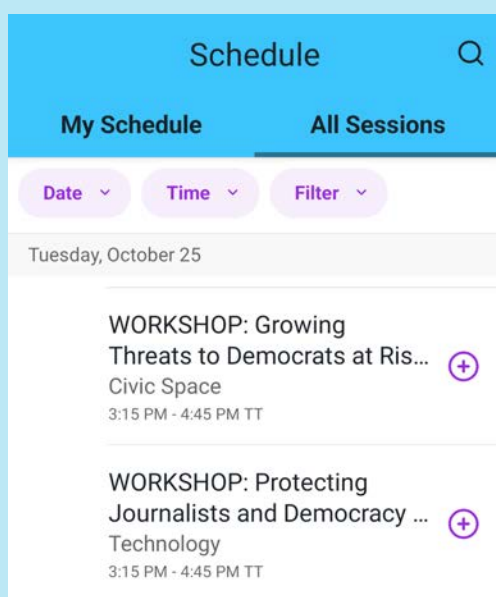 Schedule
My Schedule All Sessions
Date Time Filter
Tuesday, October 25
WORKSHOP: Growing
Threats to Democrats at Ris...
Civic Space
3:15 PM - 4:45 PM TT
WORKSHOP: Protecting
Journalists and Democracy ...
Technology
3:15 PM - 4:45 PM TT